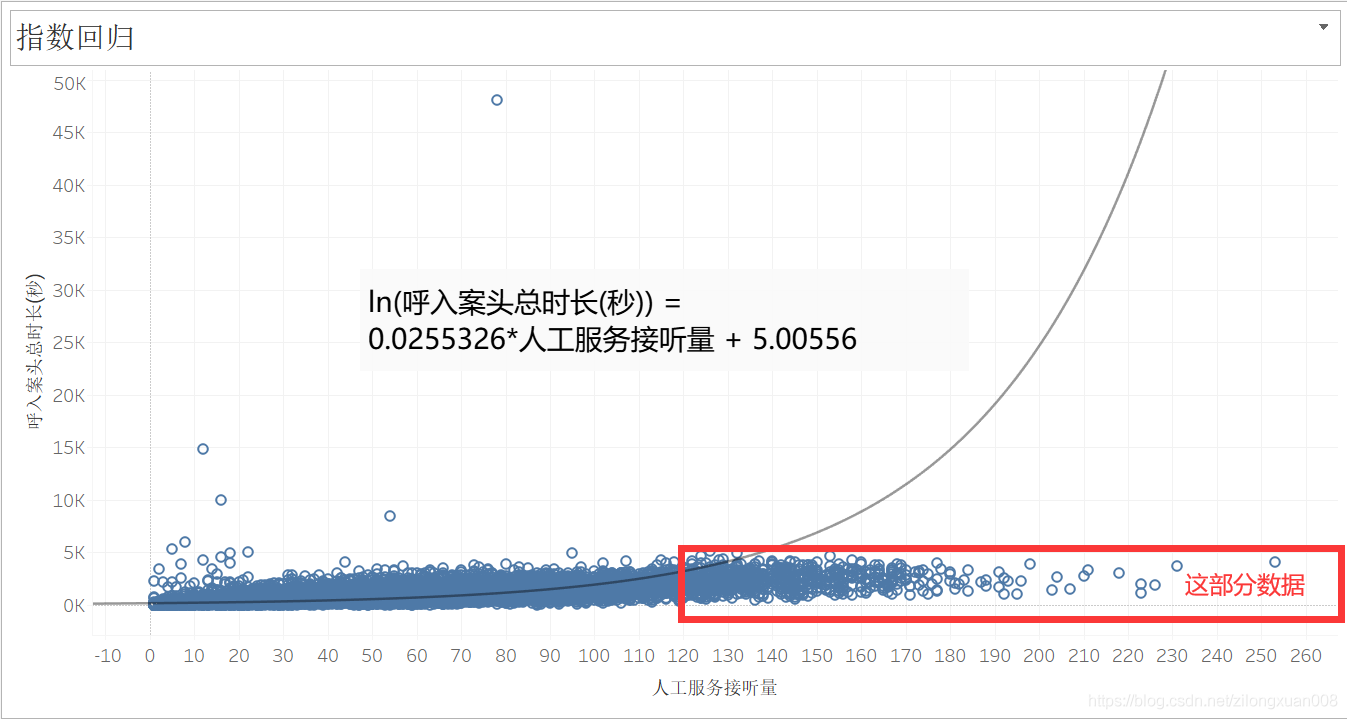 指数回归
50K
45K
40K
35K
30K
25K
20K
15K
10K
5K
0K
呼入案头总时长(秒)
ln(呼入案头总时长(秒)) =
0.0255326*人工服务接听量 + 5.00556
这部分数据
-10 0 10 20 30 40 50 60 70 80 90 100 110 120 130 140 150 160 170 180 190 200 210 220 230 240 250 260
人工服务接听量
https://blog.csdn.net/zilongxuan008